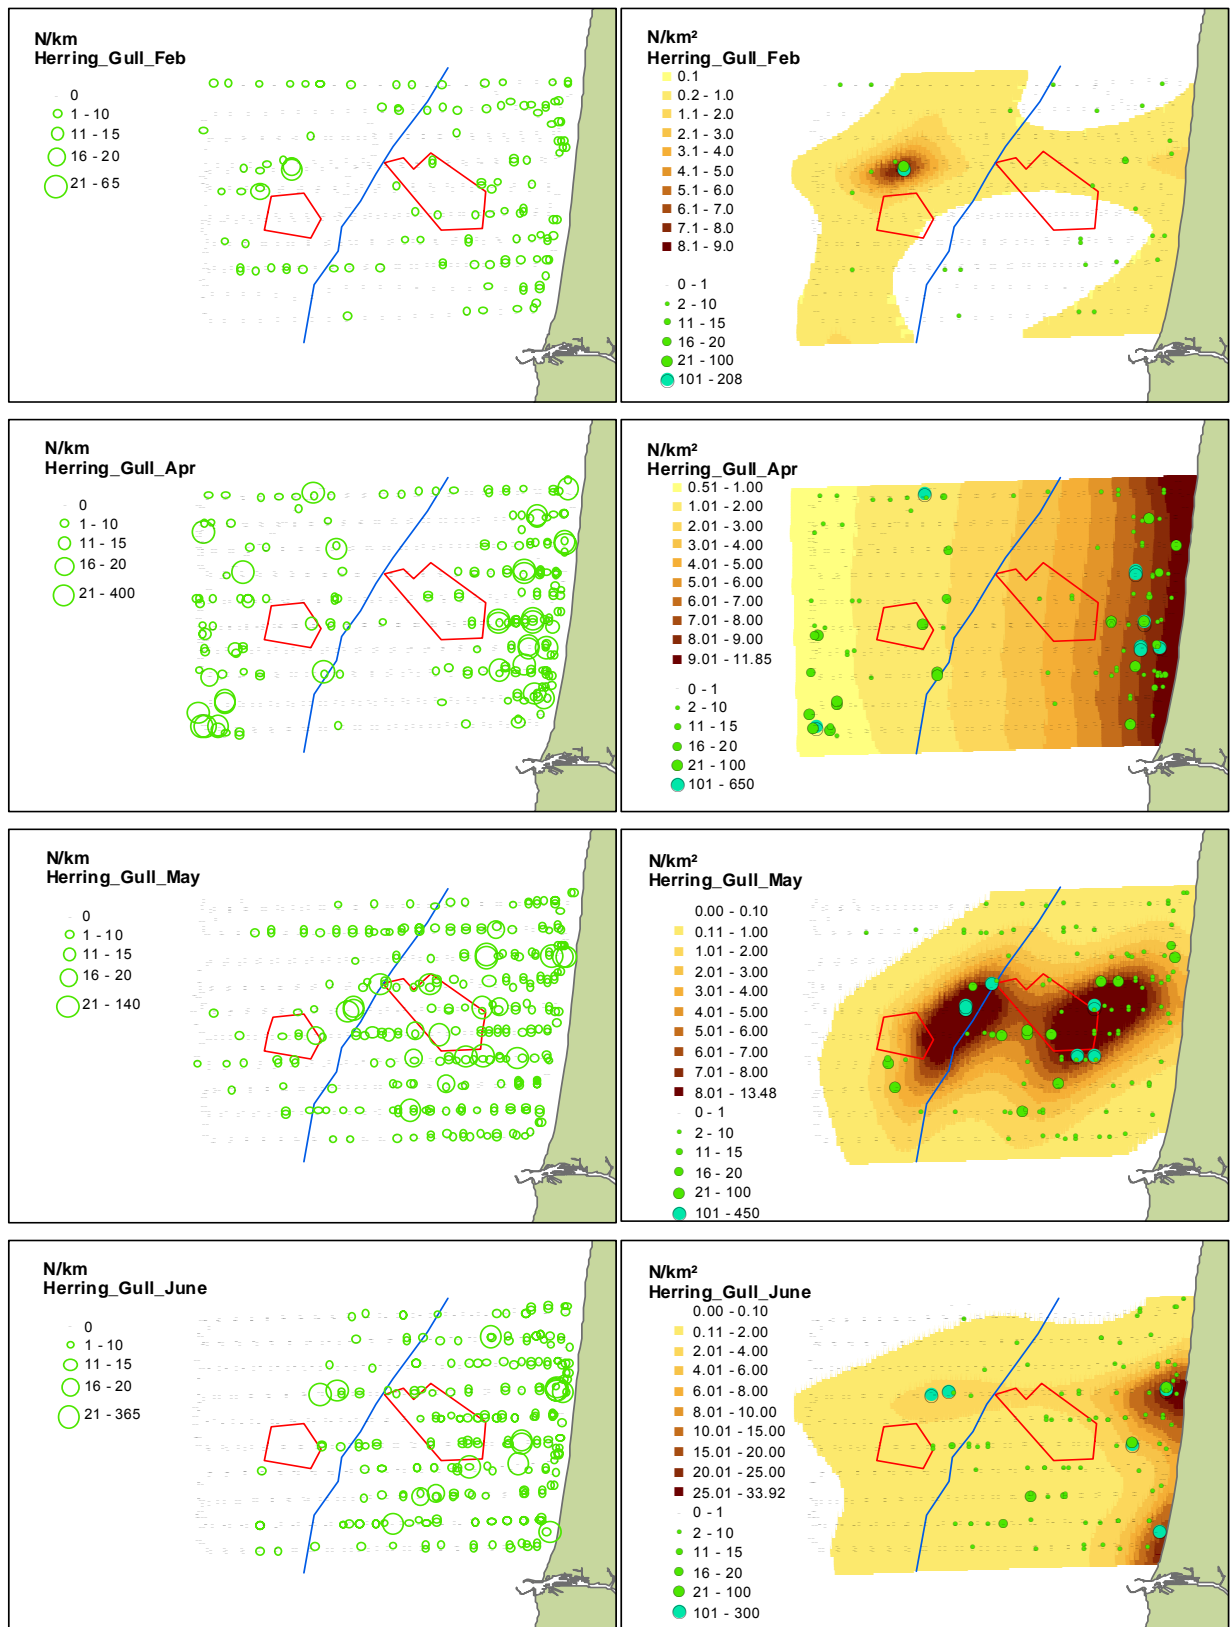 N/km
Herring_Gull_Feb
0
1 - 10
11 - 15
16 - 20
21 - 65
N/km²
Herring_Gull_Feb
0.1
0.2 - 1.0
1.1 - 2.0
2.1 - 3.0
3.1 - 4.0
4.1 - 5.0
5.1 - 6.0
6.1 - 7.0
7.1 - 8.0
8.1 - 9.0
0 - 1
2 - 10
11 - 15
16 - 20
21 - 100
101 - 208
N/km
Herring_Gull_Apr
0
1 - 10
11 - 15
16 - 20
21 - 400
N/km²
Herring_Gull_Apr
0.51 - 1.00
1.01 - 2.00
2.01 - 3.00
3.01 - 4.00
4.01 - 5.00
5.01 - 6.00
6.01 - 7.00
7.01 - 8.00
8.01 - 9.00
9.01 - 11.85
0 - 1
2 - 10
11 - 15
16 - 20
21 - 100
101 - 650
N/km
Herring_Gull_May
0
1 - 10
11 - 15
16 - 20
21 - 140
N/km²
Herring_Gull_May
0.00 - 0.10
0.11 - 1.00
1.01 - 2.00
2.01 - 3.00
3.01 - 4.00
4.01 - 5.00
5.01 - 6.00
6.01 - 7.00
7.01 - 8.00
8.01 - 13.48
0 - 1
2 - 10
11 - 15
16 - 20
21 - 100
101 - 450
N/km
Herring_Gull_June
0
1 - 10
11 - 15
16 - 20
21 - 365
N/km²
Herring_Gull_June
0.00 - 0.10
0.11 - 2.00
2.01 - 4.00
4.01 - 6.00
6.01 - 8.00
8.01 - 10.00
10.01 - 15.00
15.01 - 20.00
20.01 - 25.00
25.01 - 33.92
0 - 1
2 - 10
11 - 15
16 - 20
21 - 100
101 - 300